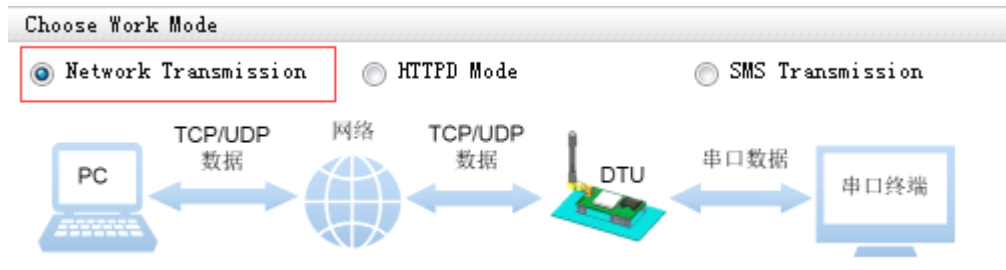 Choose Work Mode
Network Transmission HTTPD Mode SMS Transmission
TCP/UDP 网络 TCP/UDP
数据 数据 串口数据
PC DTU 串口终端